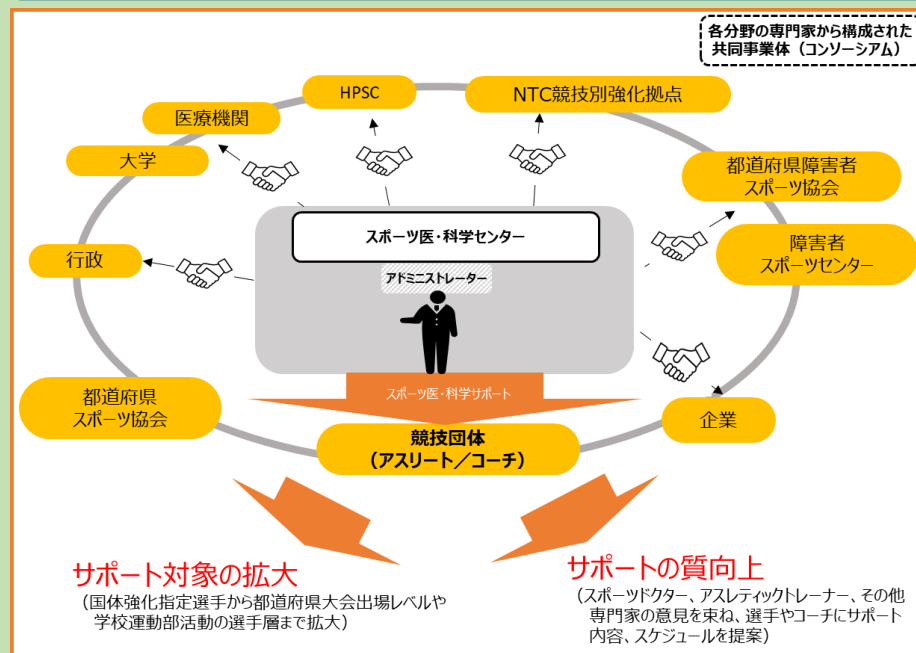 各分野の専門家から構成された
共同事業体（コンソーシアム）
HPSC
NTC競技別強化拠点
医療機関
大学
都道府県障害者
スポーツ協会
スポーツ医・科学センター
障害者
スポーツセンター
行政
アドミニストレーター
都道府県
スポーツ協会
スポーツ医・科学サポート
企業
競技団体
（アスリート／コーチ）
サポート対象の拡大
（国体強化指定選手から都道府県大会出場レベルや
学校運動部活動の選手層まで拡大）
サポートの質向上
（スポーツドクター、アスレティックトレーナー、その他
専門家の意見を束ね、選手やコーチにサポート
内容、スケジュールを提案）